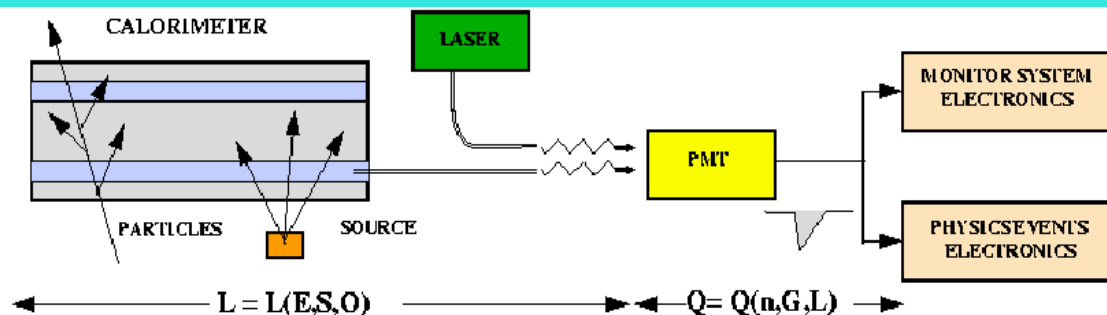 CALORIMETER
LASER
MONITOR SYSTEM
ELECTRONICS
PMT
PARTICLES
SOURCE
PHYSICSEVENTS
ELECTRONICS
L = L(E,S,O)
Q= Q(n,G,L)